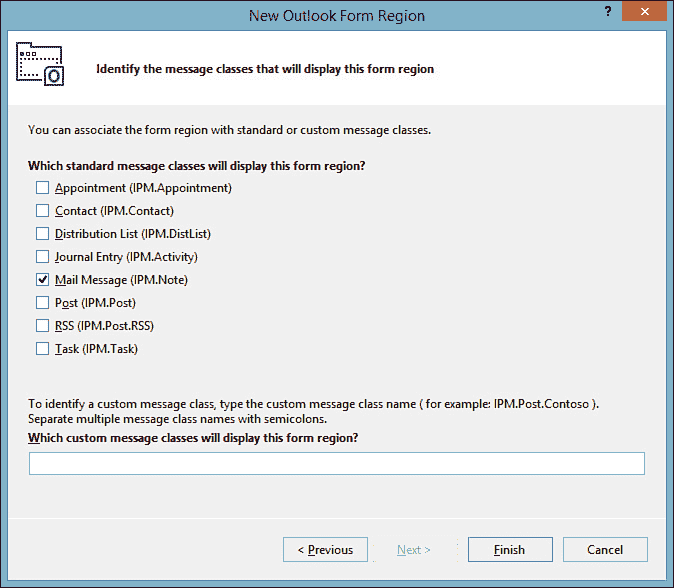 New Outlook Form Region
?
Identify the message classes that will display this form region
You can associate the form region with standard or custom message classes.
Which standard message classes will display this form region?
Appointment (IPM.Appointment)
Contact (IPM.Contact)
Distribution List (IPM.DistList)
Journal Entry (IPM.Activity)
Mail Message (IPM.Note)
Post (IPM.Post)
RSS (IPM.Post.RSS)
Task (IPM.Task)
To identify a custom message class, type the custom message class name ( for example: IPM.Post.Contoso ).
Separate multiple message class names with semicolons.
Which custom message classes will display this form region?
< Previous Next > Finish Cancel